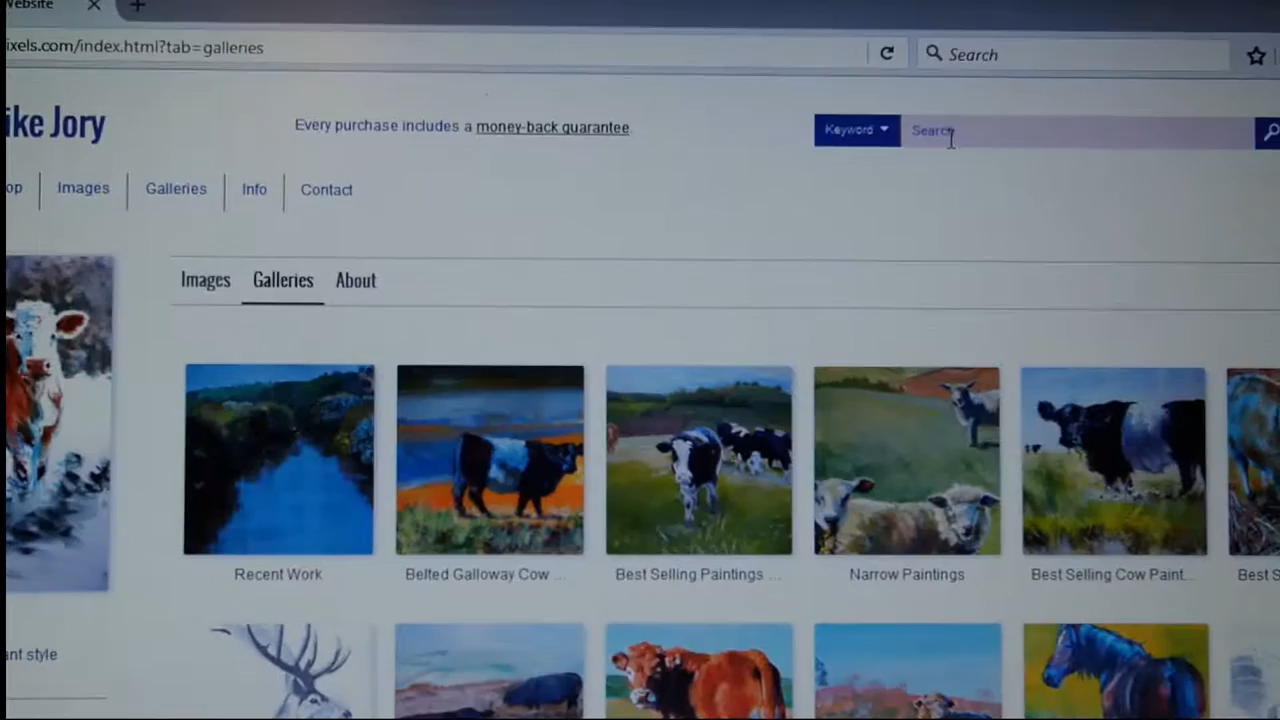 Website
ixels.com/index.html?tab=galleries
Search
ike Jory
Every purchase includes a money-back guarantee
Keyword
Search
op
Images
Galleries
Info
Contact
Images
Galleries
About
Recent Work
Belted Galloway Cow ...
Best Selling Paintings ...
Narrow Paintings
Best Selling Cow Paint...
Best S
ant style